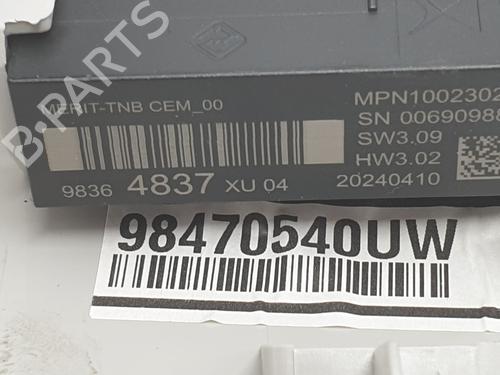 B-PARTS
MERIT-TNB CEM_00
MPN1002302
SN 00690988
SW3.09
HW3.02
9836 4837 XU 04
20240410
98470540UW